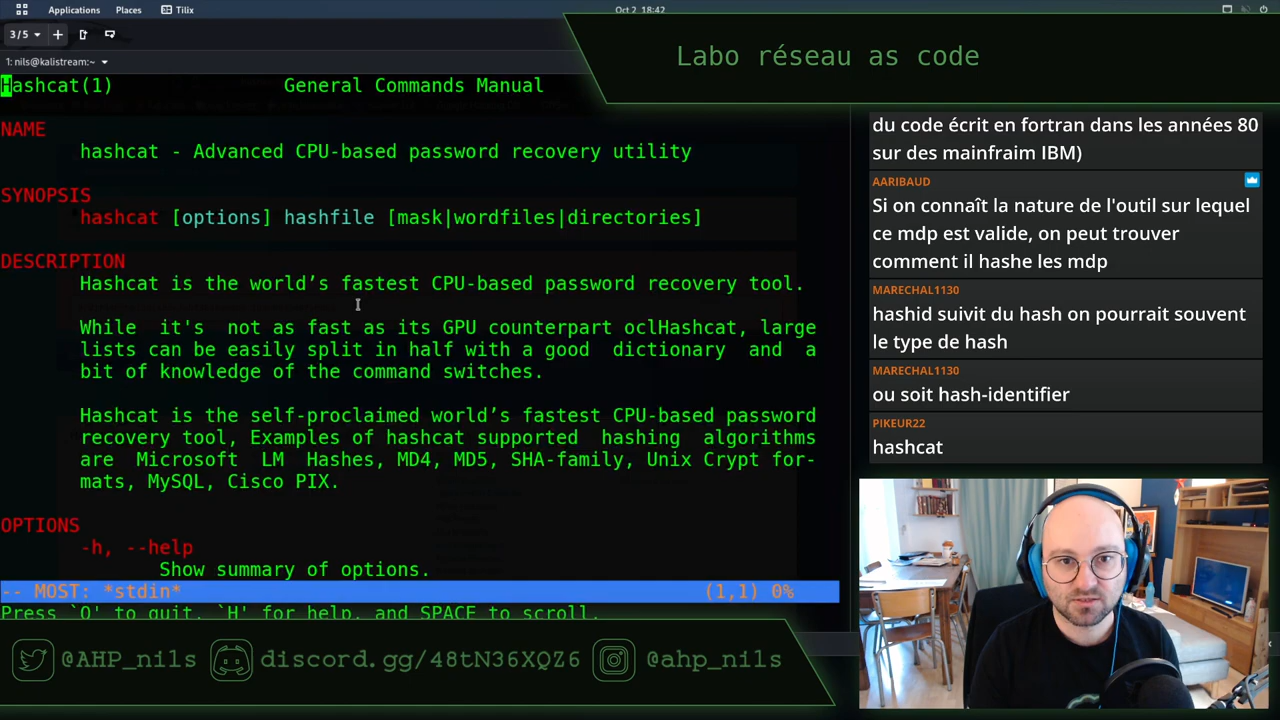 Applications Places Tilix
Oct 2 18:42
3/5
1: nils@kalistream:~
Labo réseau as code
Hashcat(1) General Commands Manual
NAME
hashcat - Advanced CPU-based password recovery utility
SYNOPSIS
hashcat [options] hashfile [mask|wordfiles|directories]
DESCRIPTION
Hashcat is the world’s fastest CPU-based password recovery tool.
While it's not as fast as its GPU counterpart oclHashcat, large
lists can be easily split in half with a good dictionary and a
bit of knowledge of the command switches.
Hashcat is the self-proclaimed world’s fastest CPU-based password
recovery tool, Examples of hashcat supported hashing algorithms
are Microsoft LM Hashes, MD4, MD5, SHA-family, Unix Crypt for-
mats, MySQL, Cisco PIX.
OPTIONS
-h, --help
Show summary of options.
-- MOST: *stdin* (1,1) 0%
Press `Q' to quit, `H' for help, and SPACE to scroll.
du code écrit en fortran dans les années 80
sur des mainfraim IBM)
AARIBAUD
Si on connaît la nature de l'outil sur lequel
ce mdp est valide, on peut trouver
comment il hashe les mdp
MARECHAL1130
hashid suivit du hash on pourrait souvent
le type de hash
MARECHAL1130
ou soit hash-identifier
PIKEUR22
hashcat
@AHP_nils discord.gg/48tN36XQZ6 @ahp_nils